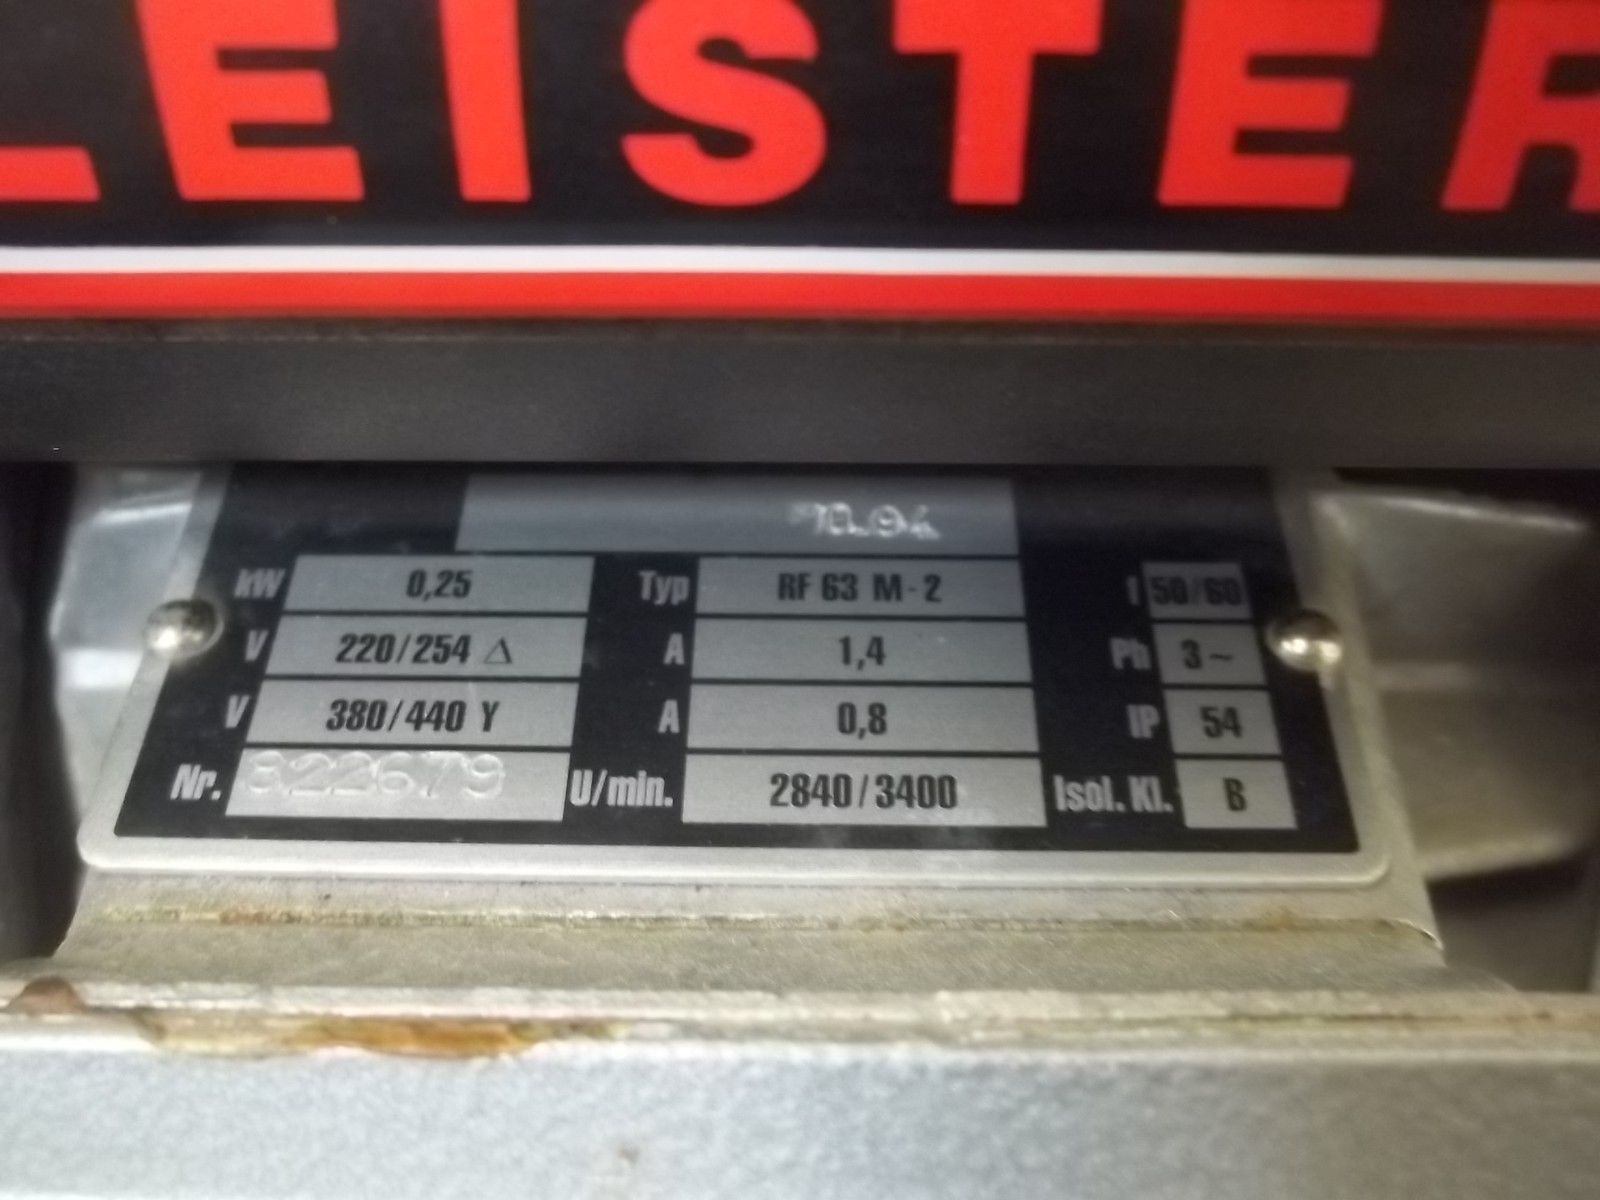 LEISTER
10.94
kW 0,25 Typ RF 63 M-2 f 50/60
V 220/254 Δ A 1,4 Ph 3~
V 380/440 Y A 0,8 IP 54
Nr. 822679 U/min. 2840/3400 Isol. Kl. B